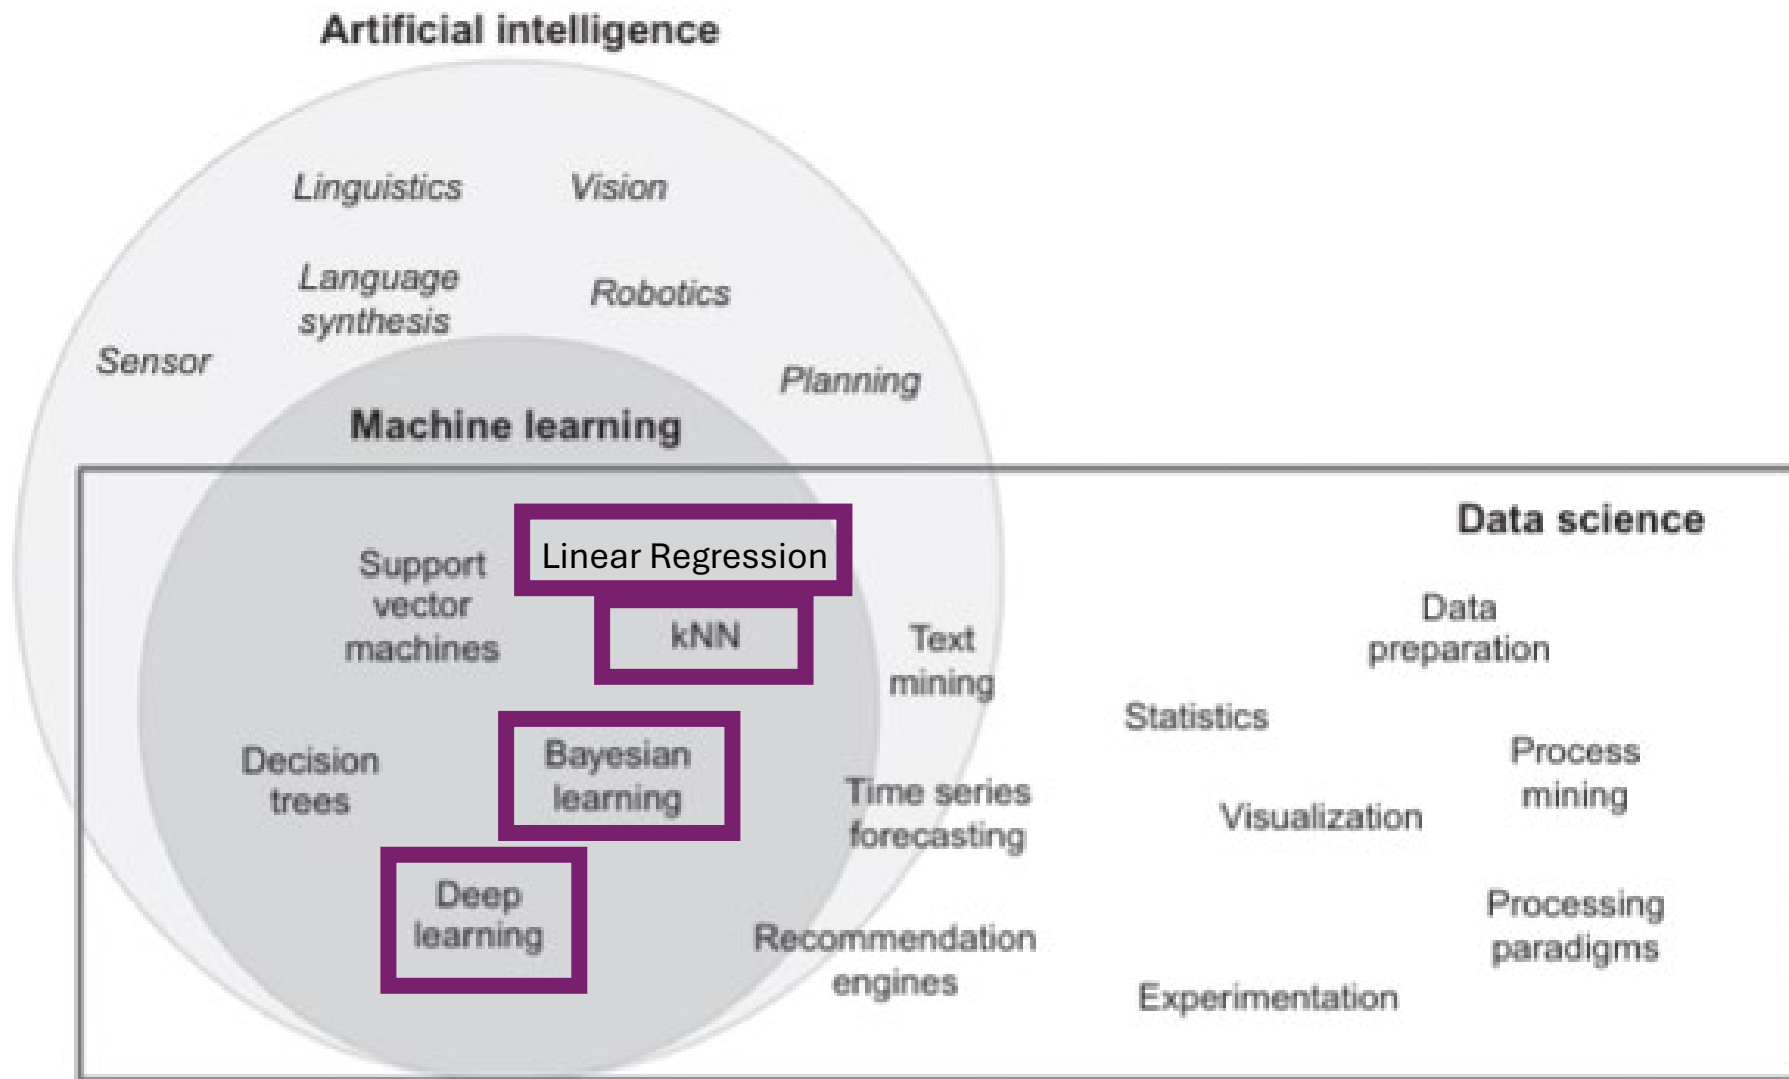 Artificial intelligence
Linguistics
Vision
Language
synthesis
Robotics
Sensor
Planning
Machine learning
Data science
Linear Regression
Support
vector
machines
kNN
Text
mining
Data
preparation
Statistics
Decision
trees
Bayesian
learning
Time series
forecasting
Visualization
Process
mining
Deep
learning
Recommendation
engines
Processing
paradigms
Experimentation